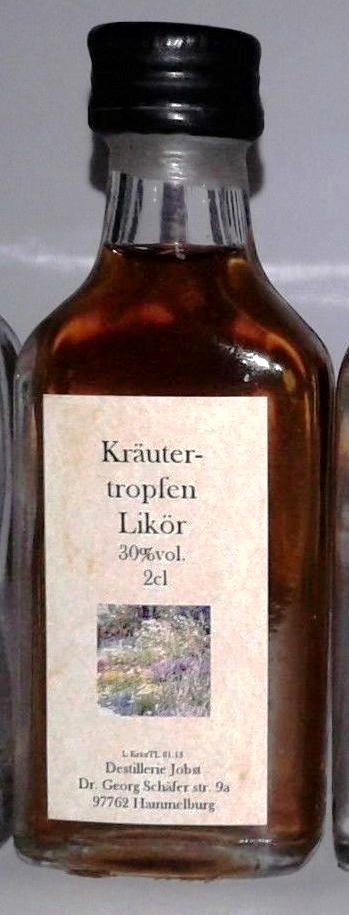 Kräuter-
tropfen
Likör
30%vol.
2cl
Destillerie Jobst
Dr. Georg Schäfer str. 9a
97762 Hammelburg